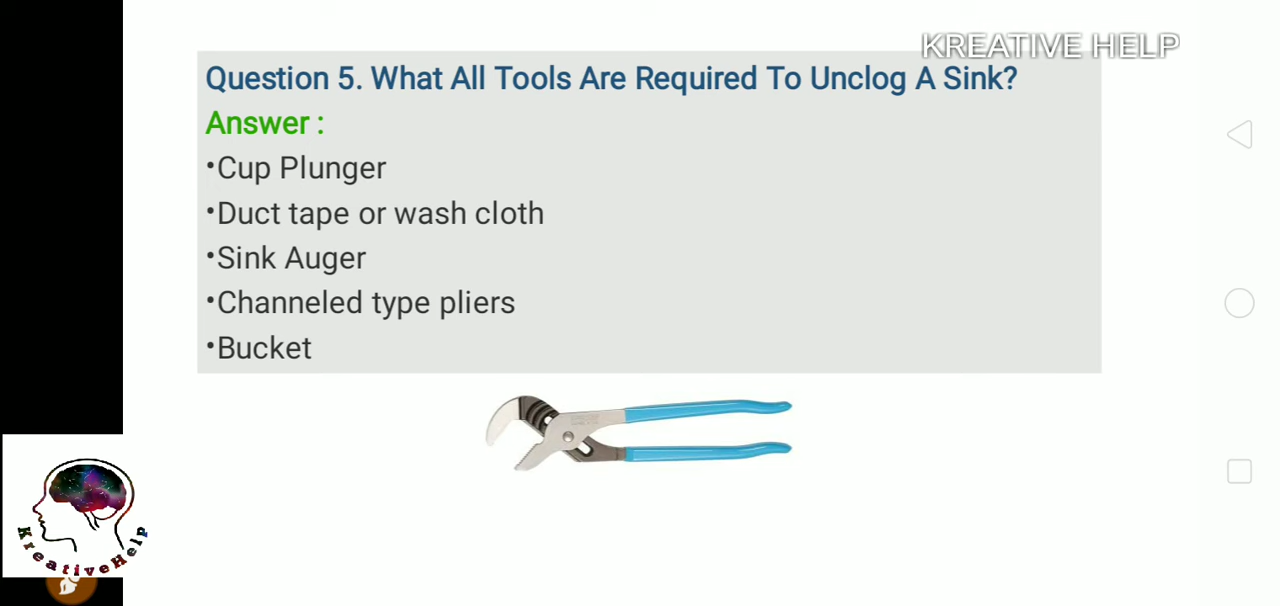 KREATIVE HELP
Question 5. What All Tools Are Required To Unclog A Sink?
Answer :
•Cup Plunger
•Duct tape or wash cloth
•Sink Auger
•Channeled type pliers
•Bucket
KreativeHelp